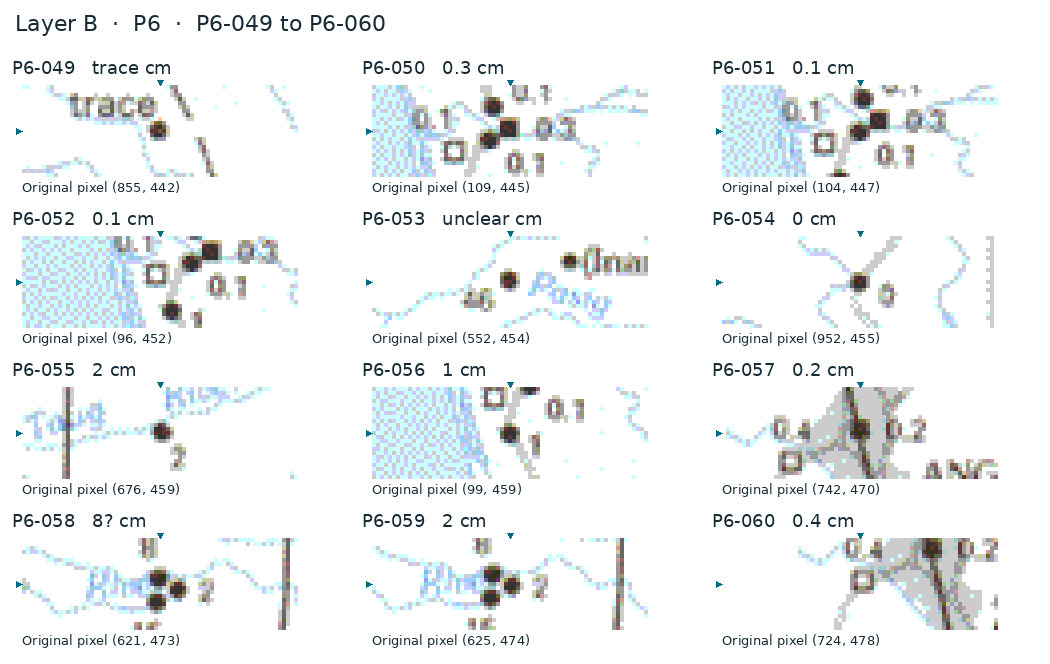 Layer B · P6 · P6-049 to P6-060
P6-049 trace cm
trace
Original pixel (855, 442)
P6-050 0.3 cm
0.1
0.1
0.3
0.1
Original pixel (109, 445)
P6-051 0.1 cm
0.1
0.3
0.1
Original pixel (104, 447)
P6-052 0.1 cm
0.1
0.3
0.1
1
Original pixel (96, 452)
P6-053 unclear cm
46
Pasig
Original pixel (552, 454)
P6-054 0 cm
0
Original pixel (952, 455)
P6-055 2 cm
2
Original pixel (676, 459)
P6-056 1 cm
0.1
1
Original pixel (99, 459)
P6-057 0.2 cm
0.4
0.2
ANG
Original pixel (742, 470)
P6-058 8? cm
8
2
Original pixel (621, 473)
P6-059 2 cm
8
2
Original pixel (625, 474)
P6-060 0.4 cm
0.4
0.2
Original pixel (724, 478)